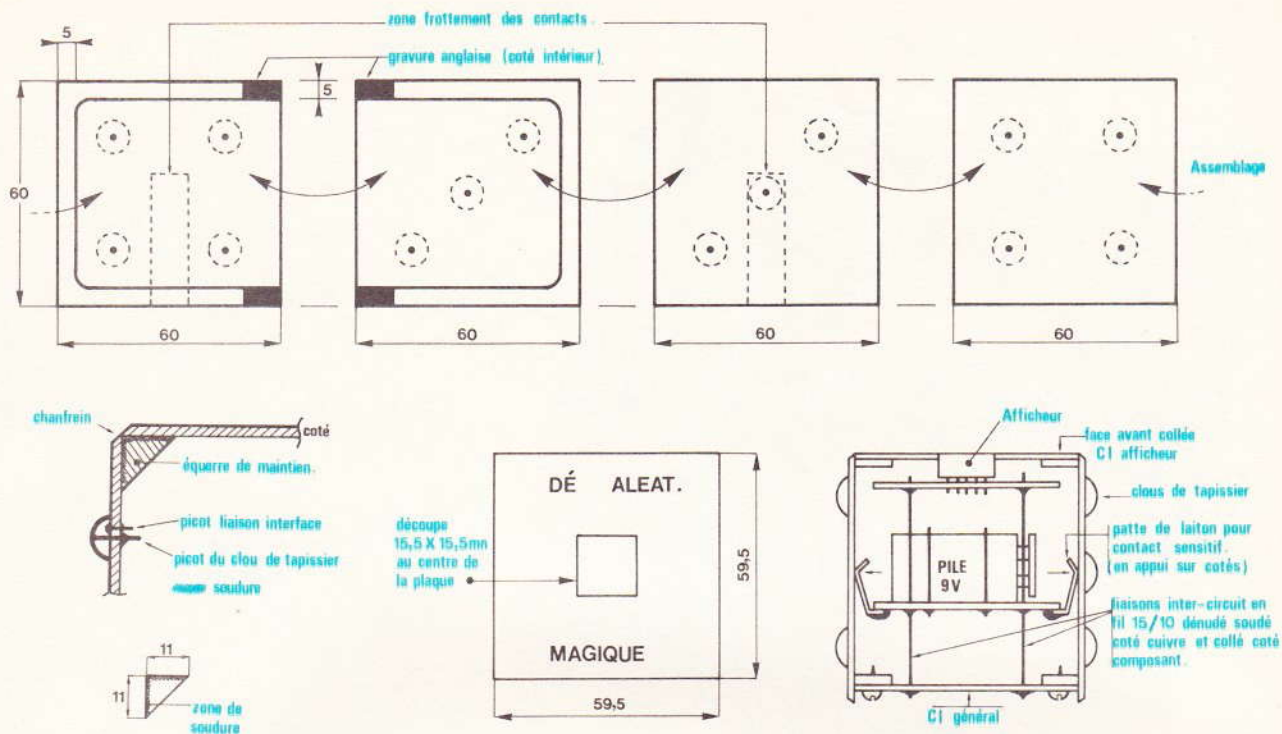 zone frottement des contacts.
gravure anglaise (coté intérieur)
5
5
60
Assemblage
60
60
60
60
chanfrein
coté
équerre de maintien.
picot liaison interface
picot du clou de tapissier
soudure
11
11
zone de
soudure
DÉ ALEAT.
MAGIQUE
découpe
15,5 X 15,5mn
au centre de
la plaque
59,5
59,5
Afficheur
face avant collée
CI afficheur
clous de tapissier
patte de laiton pour
contact sensitif.
(en appui sur cotés)
PILE
9V
liaisons inter-circuit en
fil 15/10 dénudé soudé
coté cuivre et collé coté
composant.
CI général